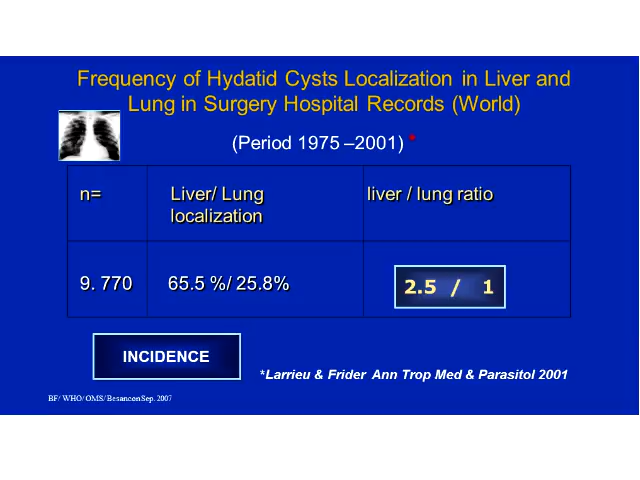 Frequency of Hydatid Cysts Localization in Liver and
Lung in Surgery Hospital Records (World)
(Period 1975 –2001) *
n=
Liver/ Lung
localization
liver / lung ratio
9. 770
65.5 %/ 25.8%
2.5 / 1
INCIDENCE
*Larrieu & Frider Ann Trop Med & Parasitol 2001
BF/ WHO/ OMS/ Besancon Sep. 2007